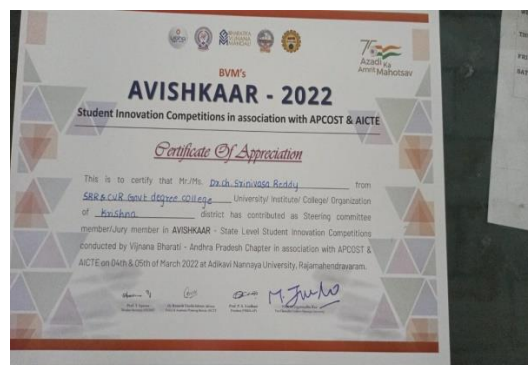 BHARATIYA
VIJNANA
MANDALI
75
Azadi Ka
Amrit Mahotsav
BVM's
AVISHKAAR - 2022
Student Innovation Competitions in association with APCOST & AICTE
Certificate Of Appreciation
This is to certify that Mr./Ms. Dr.Ch.Srinivasa Reddy from
SRR & CVR Govt degree college University/ Institute/ College/ Organization
of Krishna district has contributed as Steering committee
member/Jury member in AVISHKAAR - State Level Student Innovation Competitions
conducted by Vijnana Bharati - Andhra Pradesh Chapter in association with APCOST &
AICTE on 04th & 05th of March 2022 at Adikavi Nannaya University, Rajamahendravaram.